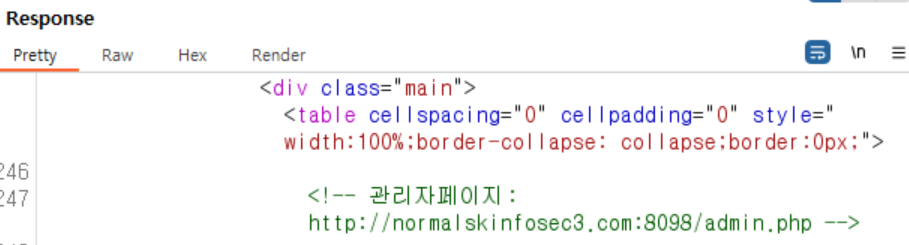 Response
Pretty Raw Hex Render \n
<div class="main">
<table cellspacing="0" cellpadding="0" style="
width:100%;border-collapse: collapse;border:0px;">
246
247 <!-- 관리자페이지 :
http://normalskinfosec3.com:8098/admin.php -->